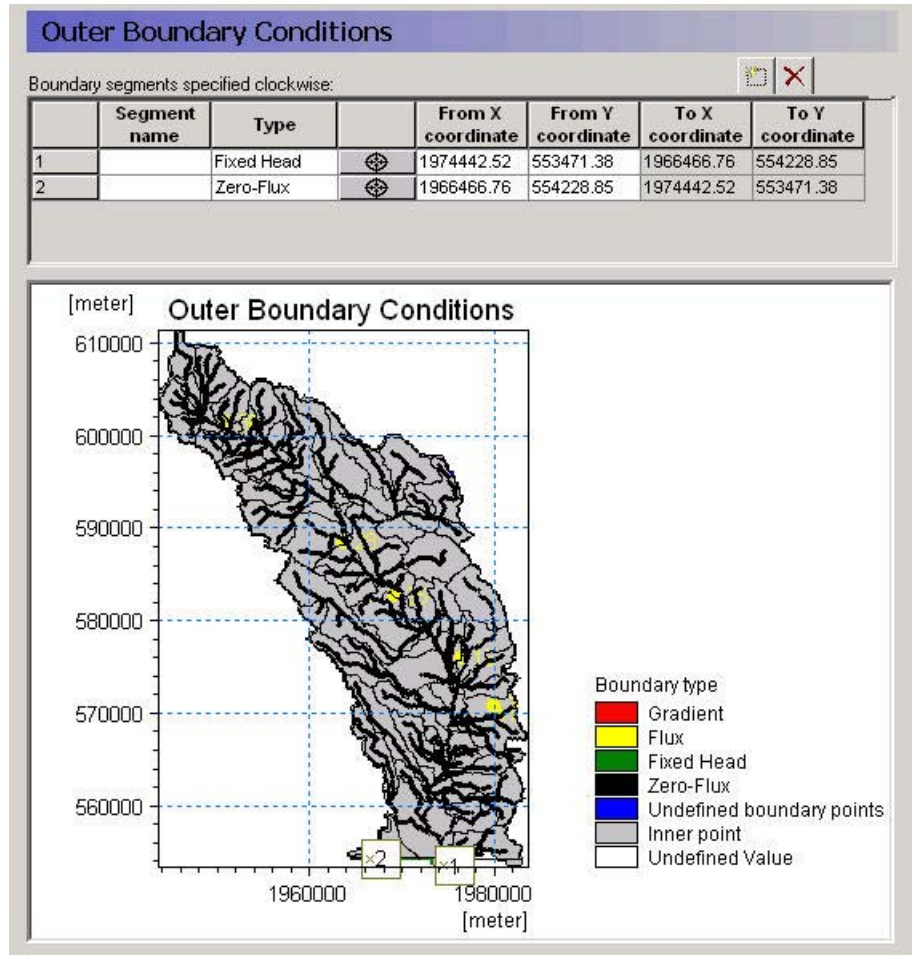 Outer Boundary Conditions
Boundary segments specified clockwise:
Segment name Type From X coordinate From Y coordinate To X coordinate To Y coordinate
1 Fixed Head 1974442.52 553471.38 1966466.76 554228.85
2 Zero-Flux 1966466.76 554228.85 1974442.52 553471.38
[meter] Outer Boundary Conditions
610000
600000
590000
580000
570000
560000
×2 ×1
1960000 1980000
[meter]
Boundary type
Gradient
Flux
Fixed Head
Zero-Flux
Undefined boundary points
Inner point
Undefined Value